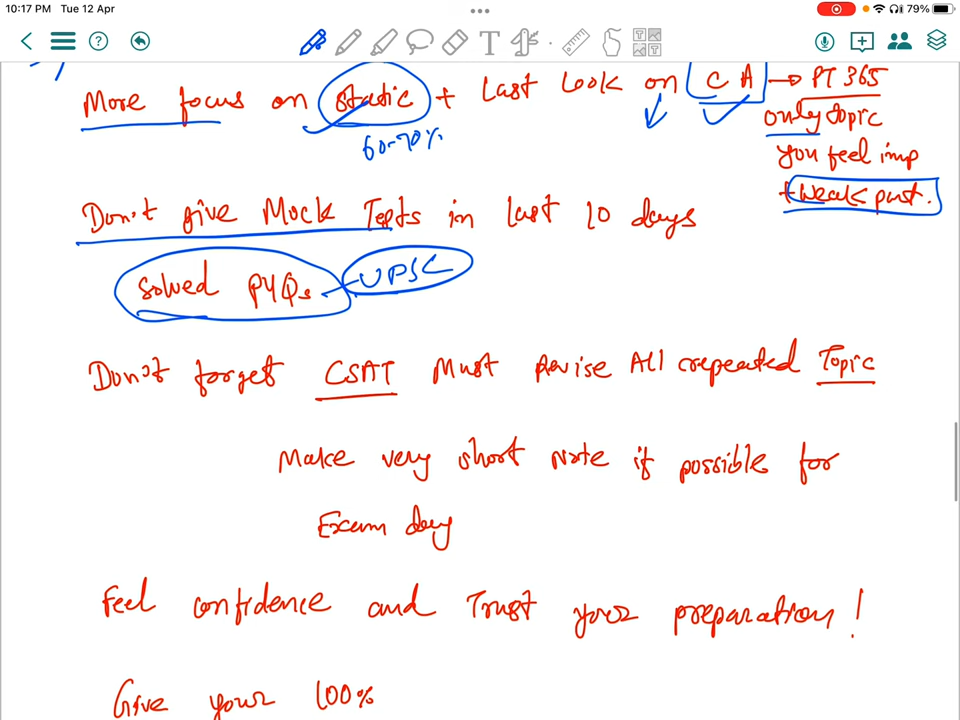 10:17 PM Tue 12 Apr
79%
More focus on static + Last Look on CA → PT 365
60-70%
only topic
you feel imp
+ Weak part.
Don't give Mock Tests in last 10 days
Solved PYQs - UPSC
Don't forget CSAT Must Revise All repeated Topic
Make very short Note if possible for
Exam day
Feel confidence and Trust your preparation!
Give your 100%